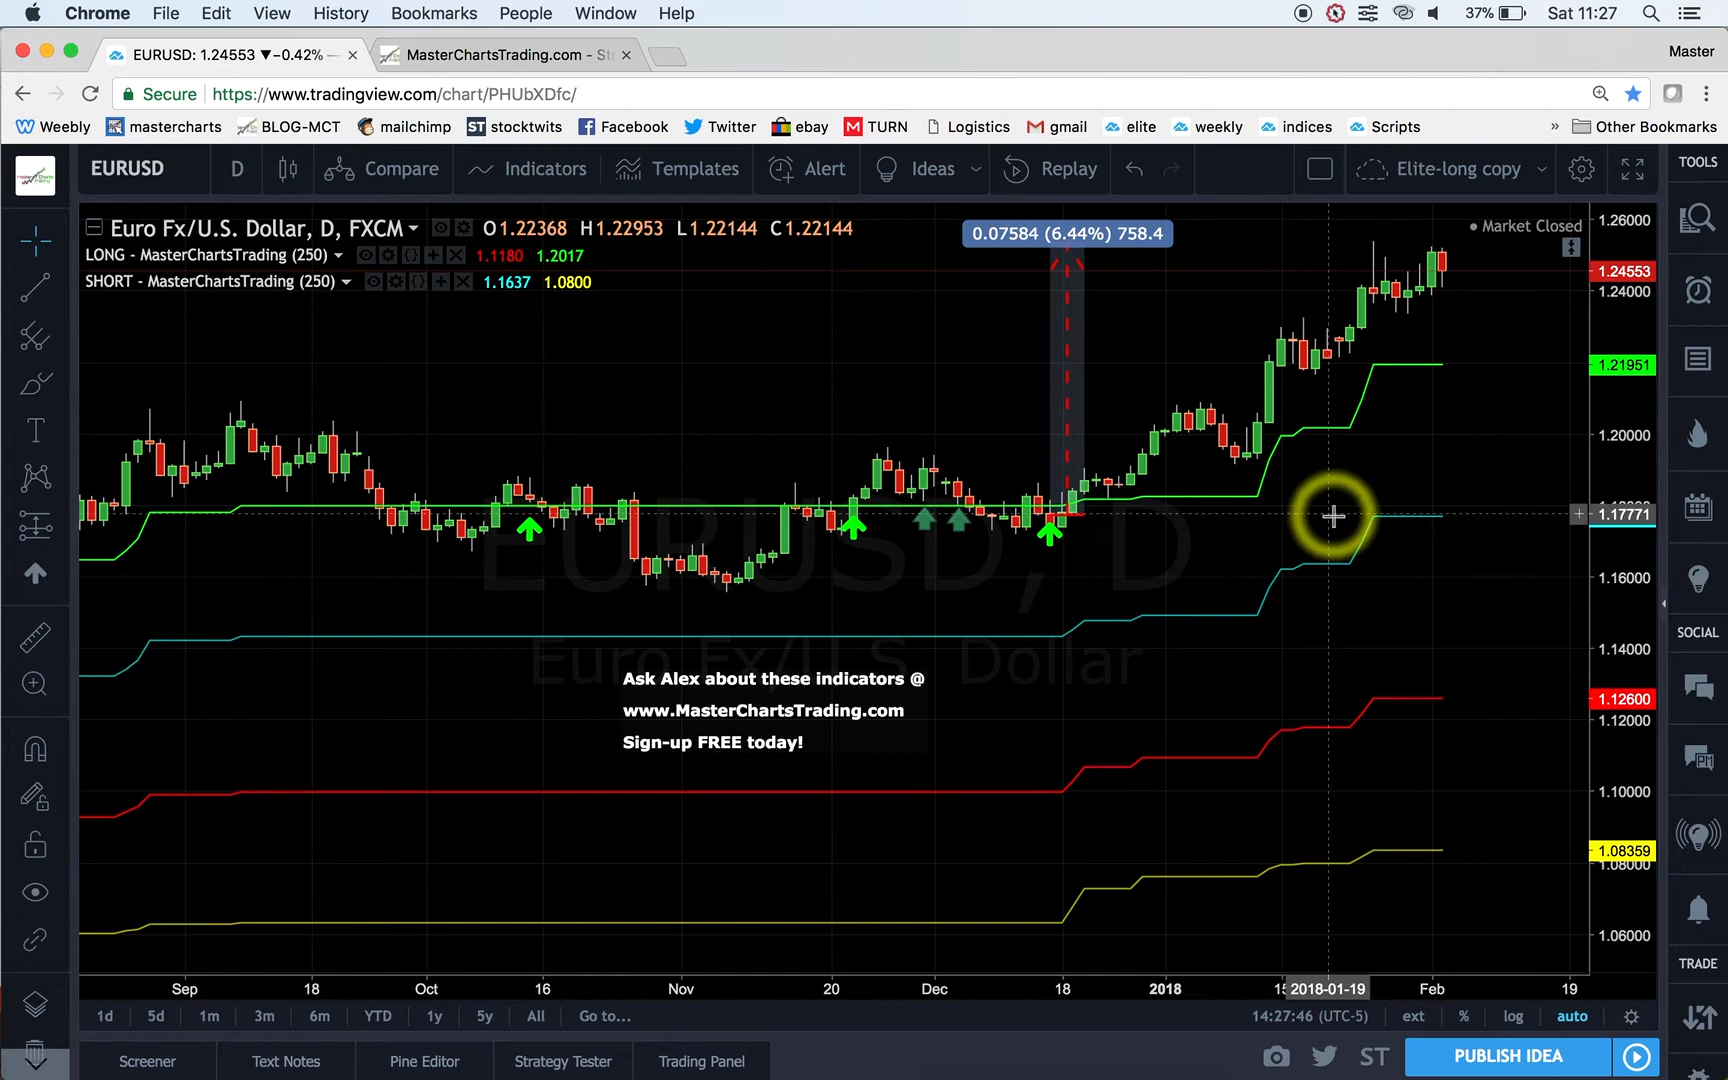 Chrome File Edit View History Bookmarks People Window Help 37% Sat 11:27
EURUSD: 1.24553 ▼−0.42% — MasterChartsTrading.com - St Master
Secure https://www.tradingview.com/chart/PHUbXDfc/
Weebly mastercharts BLOG-MCT mailchimp ST stocktwits Facebook Twitter ebay M TURN Logistics gmail elite weekly indices Scripts » Other Bookmarks
EURUSD D Compare Indicators Templates Alert Ideas Replay Elite-long copy TOOLS
Euro Fx/U.S. Dollar, D, FXCM O1.22368 H1.22953 L1.22144 C1.22144 0.07584 (6.44%) 758.4 Market Closed 1.26000
LONG - MasterChartsTrading (250) 1.1180 1.2017
SHORT - MasterChartsTrading (250) 1.1637 1.0800
1.24553
1.24000
1.21951
1.20000
1.17771
EURUSD, D
1.16000
SOCIAL
1.14000
Euro Fx/U.S. Dollar
Ask Alex about these indicators @
www.MasterChartsTrading.com
Sign-up FREE today!
1.12600
1.12000
1.10000
1.08359
1.08000
1.06000
TRADE
Sep 18 Oct 16 Nov 20 Dec 18 2018 15 2018-01-19 Feb 19
1d 5d 1m 3m 6m YTD 1y 5y All Go to... 14:27:46 (UTC-5) ext % log auto
Screener Text Notes Pine Editor Strategy Tester Trading Panel ST PUBLISH IDEA